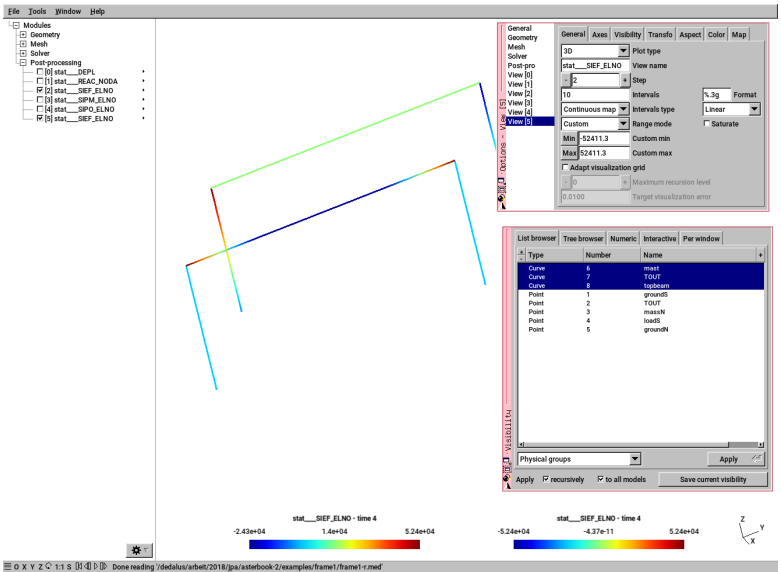 File Tools Window Help
Modules
Geometry
Mesh
Solver
Post-processing
[0] stat___DEPL
[1] stat___REAC_NODA
[2] stat___SIEF_ELNO
[3] stat___SIPM_ELNO
[4] stat___SIPO_ELNO
[5] stat___SIEF_ELNO
Options - View [5]
General
Geometry
Mesh
Solver
Post-pro
View [0]
View [1]
View [2]
View [3]
View [4]
View [5]
General Axes Visibility Transfo Aspect Color Map
3D Plot type
stat___SIEF_ELNO View name
- 2 + Step
10 Intervals %.3g Format
Continuous map Intervals type Linear
Custom Range mode Saturate
Min -52411.3 Custom min
Max 52411.3 Custom max
Adapt visualization grid
- 0 + Maximum recursion level
0.0100 Target visualization error
Visibility
List browser Tree browser Numeric Interactive Per window
* Type Number Name +
-
Curve 6 mast
Curve 7 TOUT
Curve 8 topbeam
Point 1 groundS
Point 2 TOUT
Point 3 massN
Point 4 loadS
Point 5 groundN
Physical groups Apply
Apply recursively to all models Save current visibility
stat___SIEF_ELNO - time 4
-2.43e+04 1.4e+04 5.24e+04
stat___SIEF_ELNO - time 4
-5.24e+04 -4.37e-11 5.24e+04
Z
Y
X
O X Y Z 1:1 S Done reading '/dedalus/arbeit/2018/jpa/asterbook-2/examples/frame1/frame1-r.med'